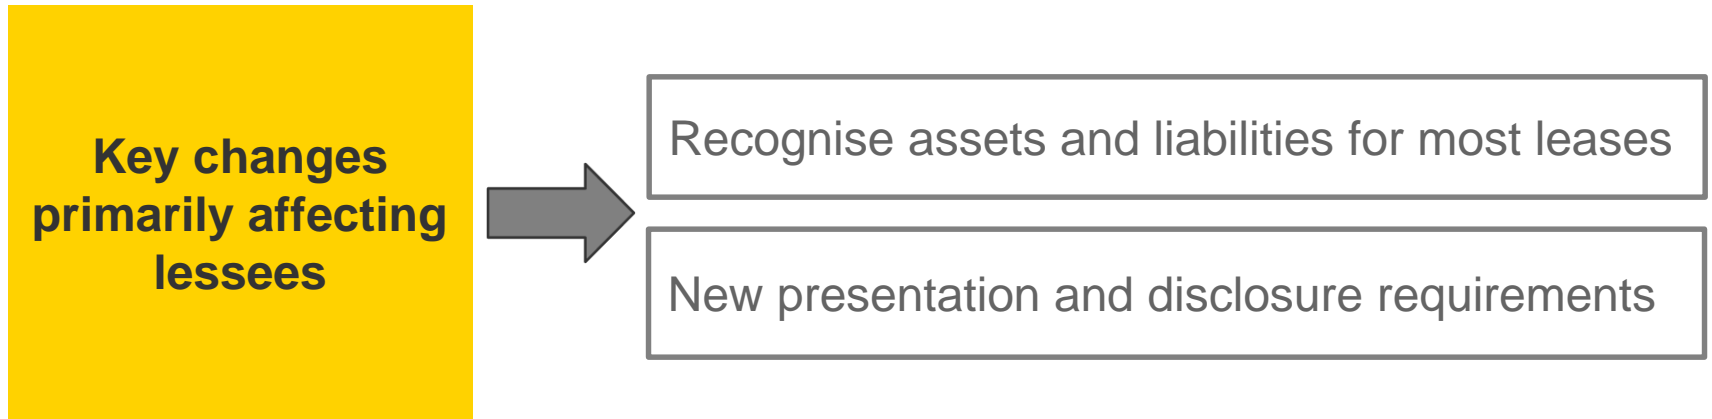 Key changes
primarily affecting
lessees
Recognise assets and liabilities for most leases
New presentation and disclosure requirements